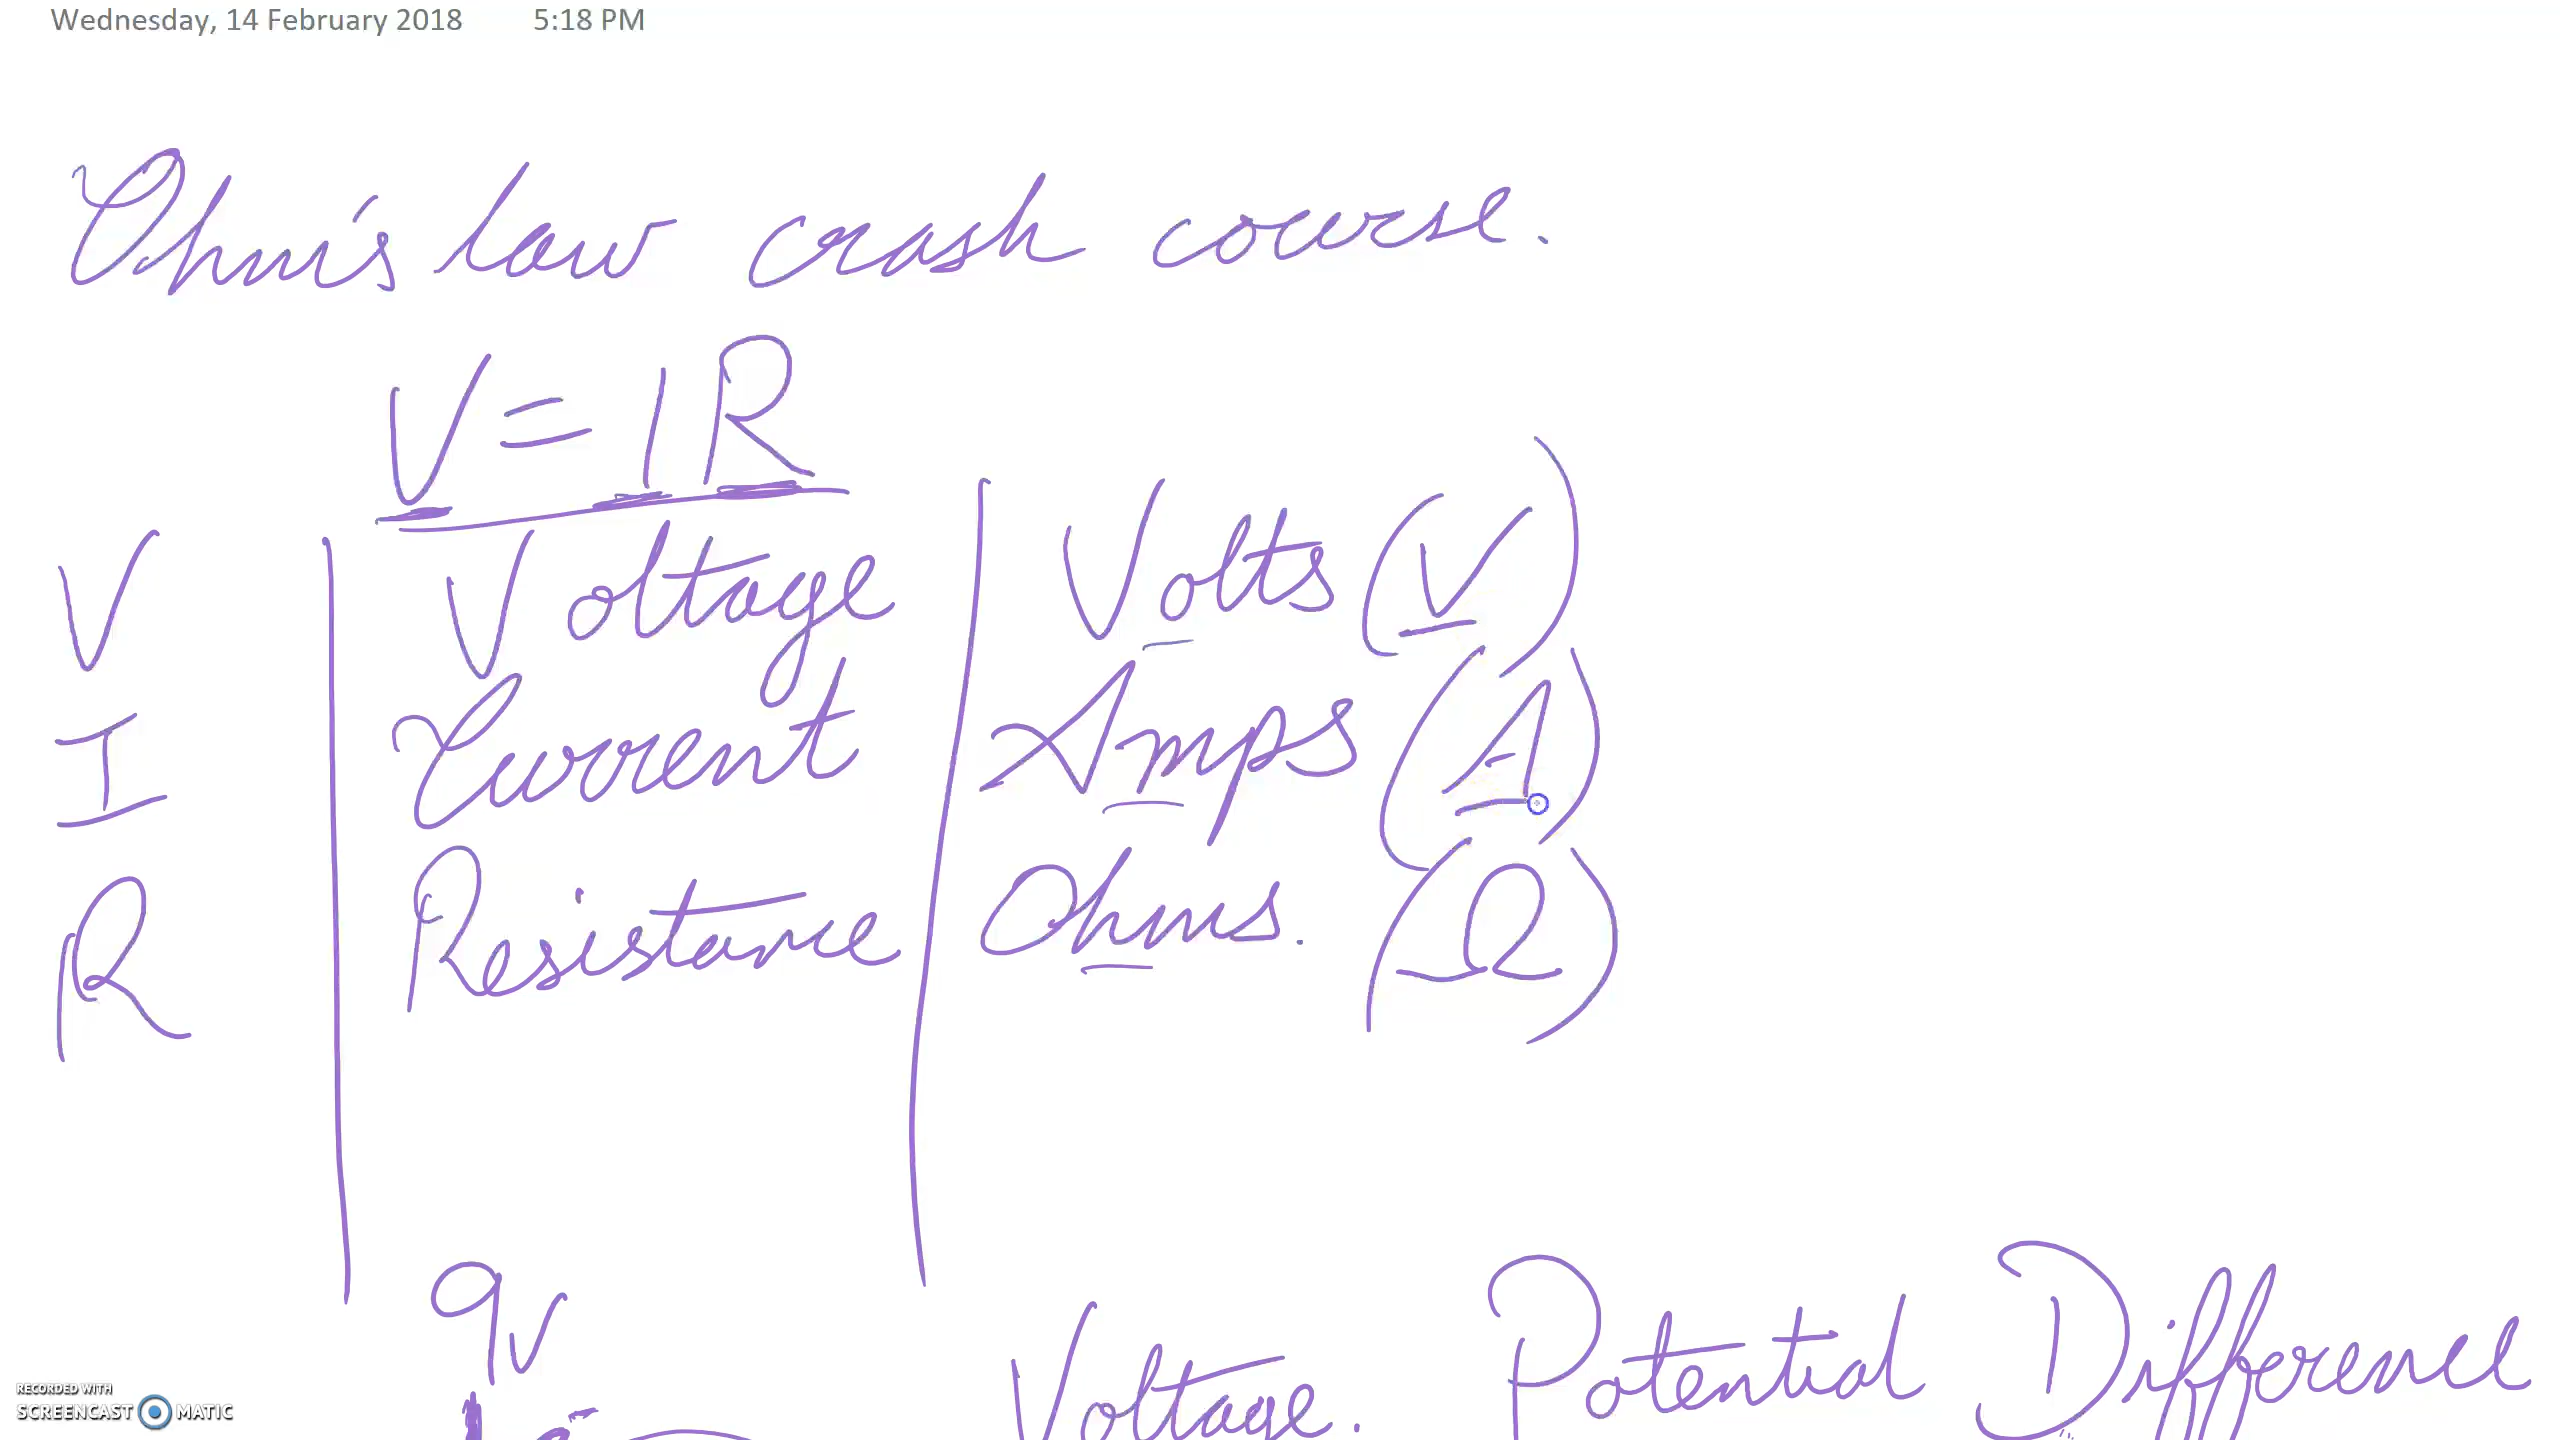 Wednesday, 14 February 2018 5:18 PM
Ohm's law crash course.
V = IR
V Voltage Volts (V)
I Current Amps (A)
R Resistance Ohms. (Ω)
9V
Voltage. Potential Difference
RECORDED WITH
SCREENCAST MATIC